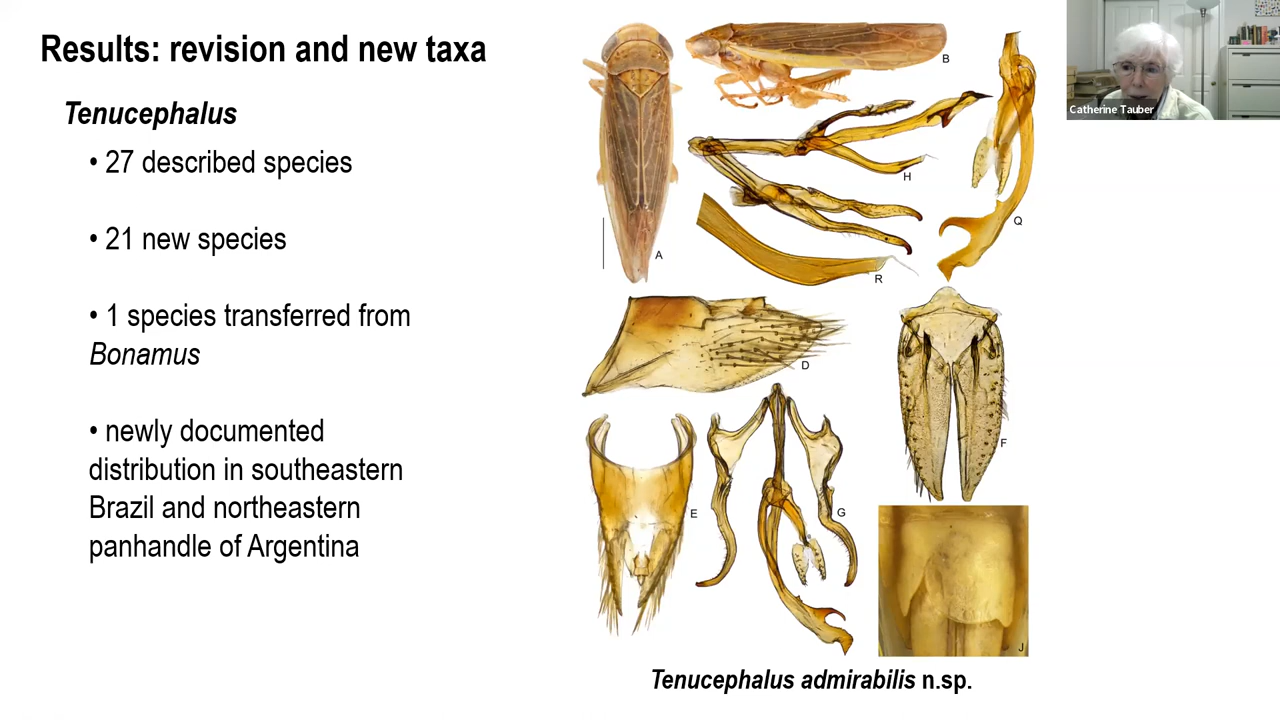 Results: revision and new taxa
Tenucephalus
• 27 described species
• 21 new species
• 1 species transferred from
Bonamus
• newly documented
distribution in southeastern
Brazil and northeastern
panhandle of Argentina
A
B
H
Q
R
D
F
E
G
J
Tenucephalus admirabilis n.sp.
Catherine Tauber